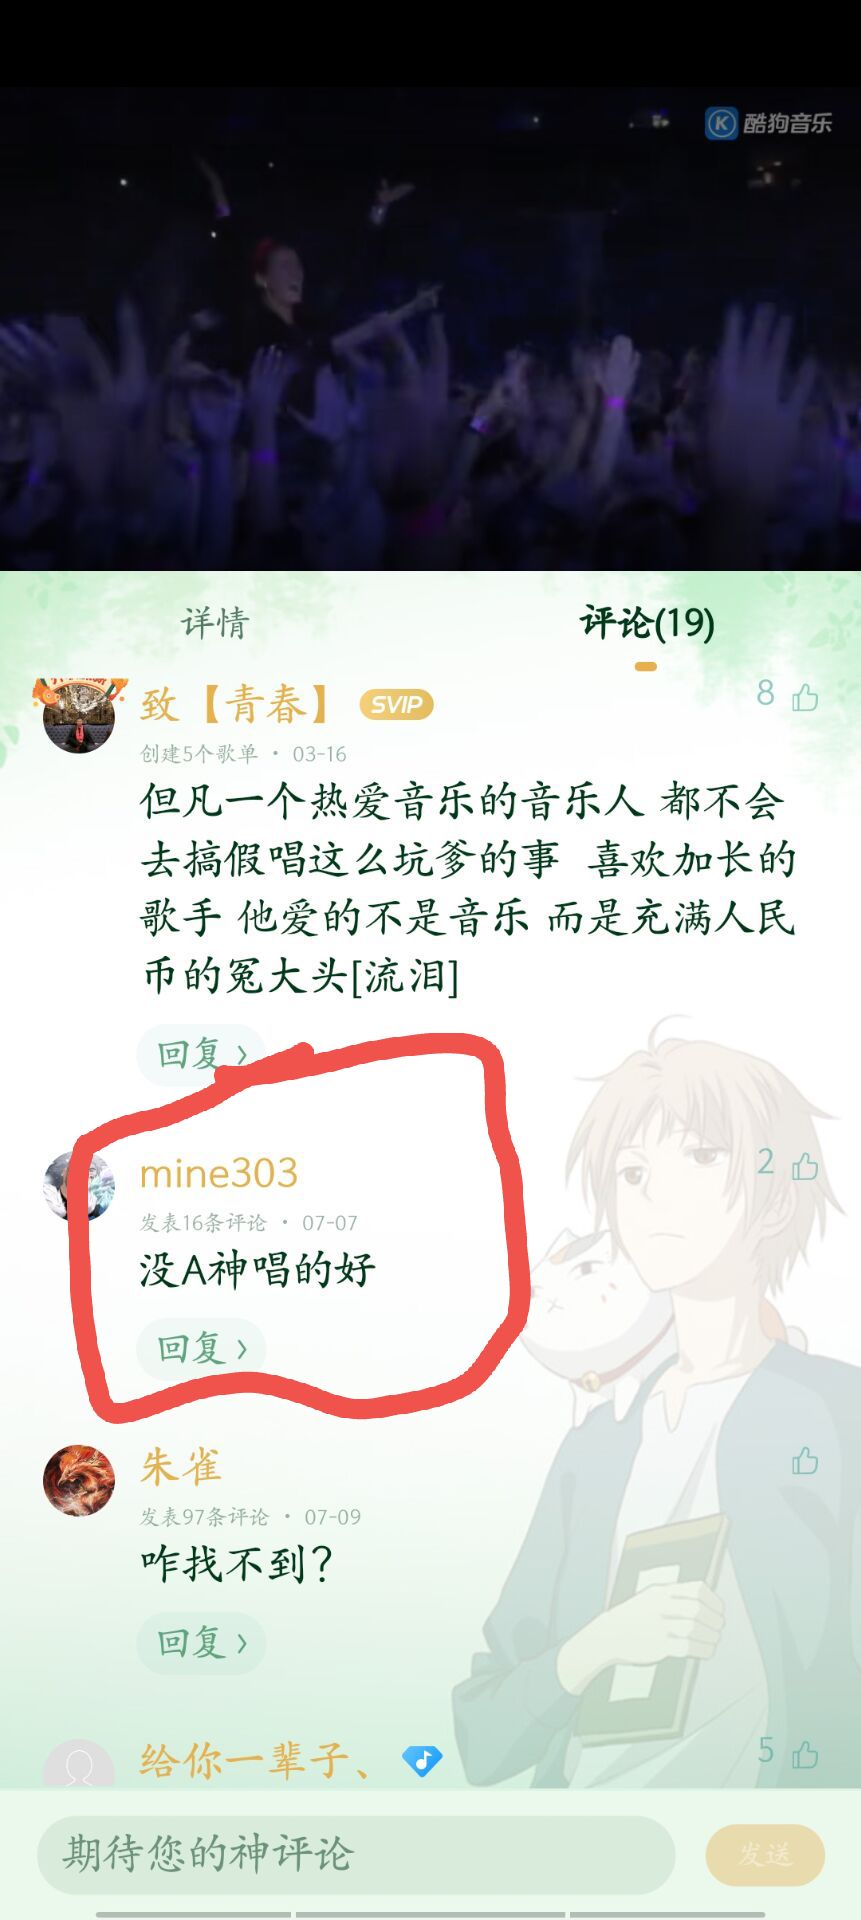 酷狗音乐
详情
评论(19)
致【青春】 SVIP
8
创建5个歌单 · 03-16
但凡一个热爱音乐的音乐人 都不会
去搞假唱这么坑爹的事 喜欢加长的
歌手 他爱的不是音乐 而是充满人民
币的冤大头[流泪]
回复 >
mine303
2
发表16条评论 · 07-07
没A神唱的好
回复 >
朱雀
发表97条评论 · 07-09
咋找不到？
回复 >
给你一辈子、
5
期待您的神评论
发送